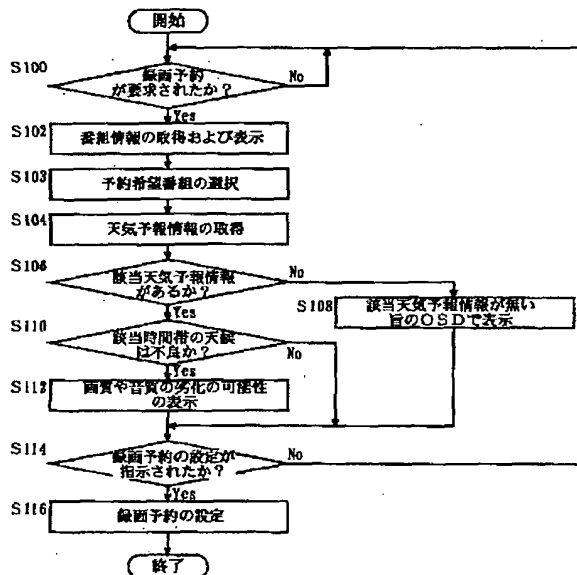 開始
S100
録画予約
が要求されたか？
No
Yes
S102
番組情報の取得および表示
S103
予約希望番組の選択
S104
天気予報情報の取得
S106
該当天気予報情報
があるか？
No
Yes
S108
該当天気予報情報が無い
旨のOSDで表示
S110
該当時間帯の天候
は不良か？
No
Yes
S112
画質や音質の劣化の可能性
の表示
S114
録画予約の設定が
指示されたか？
No
Yes
S116
録画予約の設定
終了